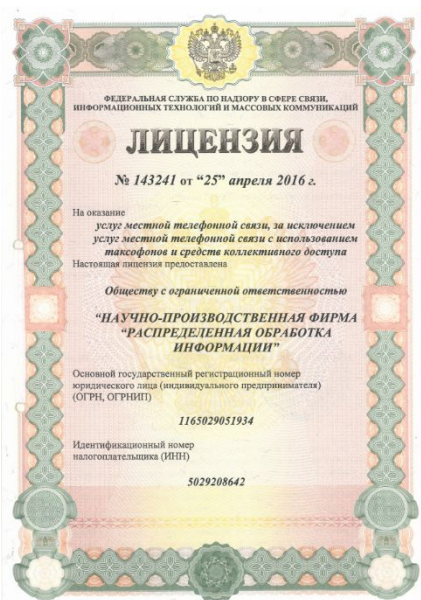 ФЕДЕРАЛЬНАЯ СЛУЖБА ПО НАДЗОРУ В СФЕРЕ СВЯЗИ,
ИНФОРМАЦИОННЫХ ТЕХНОЛОГИЙ И МАССОВЫХ КОММУНИКАЦИЙ
ЛИЦЕНЗИЯ
№ 143241 от “25” апреля 2016 г.
На оказание
услуг местной телефонной связи, за исключением
услуг местной телефонной связи с использованием
таксофонов и средств коллективного доступа
Настоящая лицензия предоставлена
Обществу с ограниченной ответственностью
“НАУЧНО-ПРОИЗВОДСТВЕННАЯ ФИРМА
“РАСПРЕДЕЛЕННАЯ ОБРАБОТКА
ИНФОРМАЦИИ”
Основной государственный регистрационный номер
юридического лица (индивидуального предпринимателя)
(ОГРН, ОГРНИП)
1165029051934
Идентификационный номер
налогоплательщика (ИНН)
5029208642